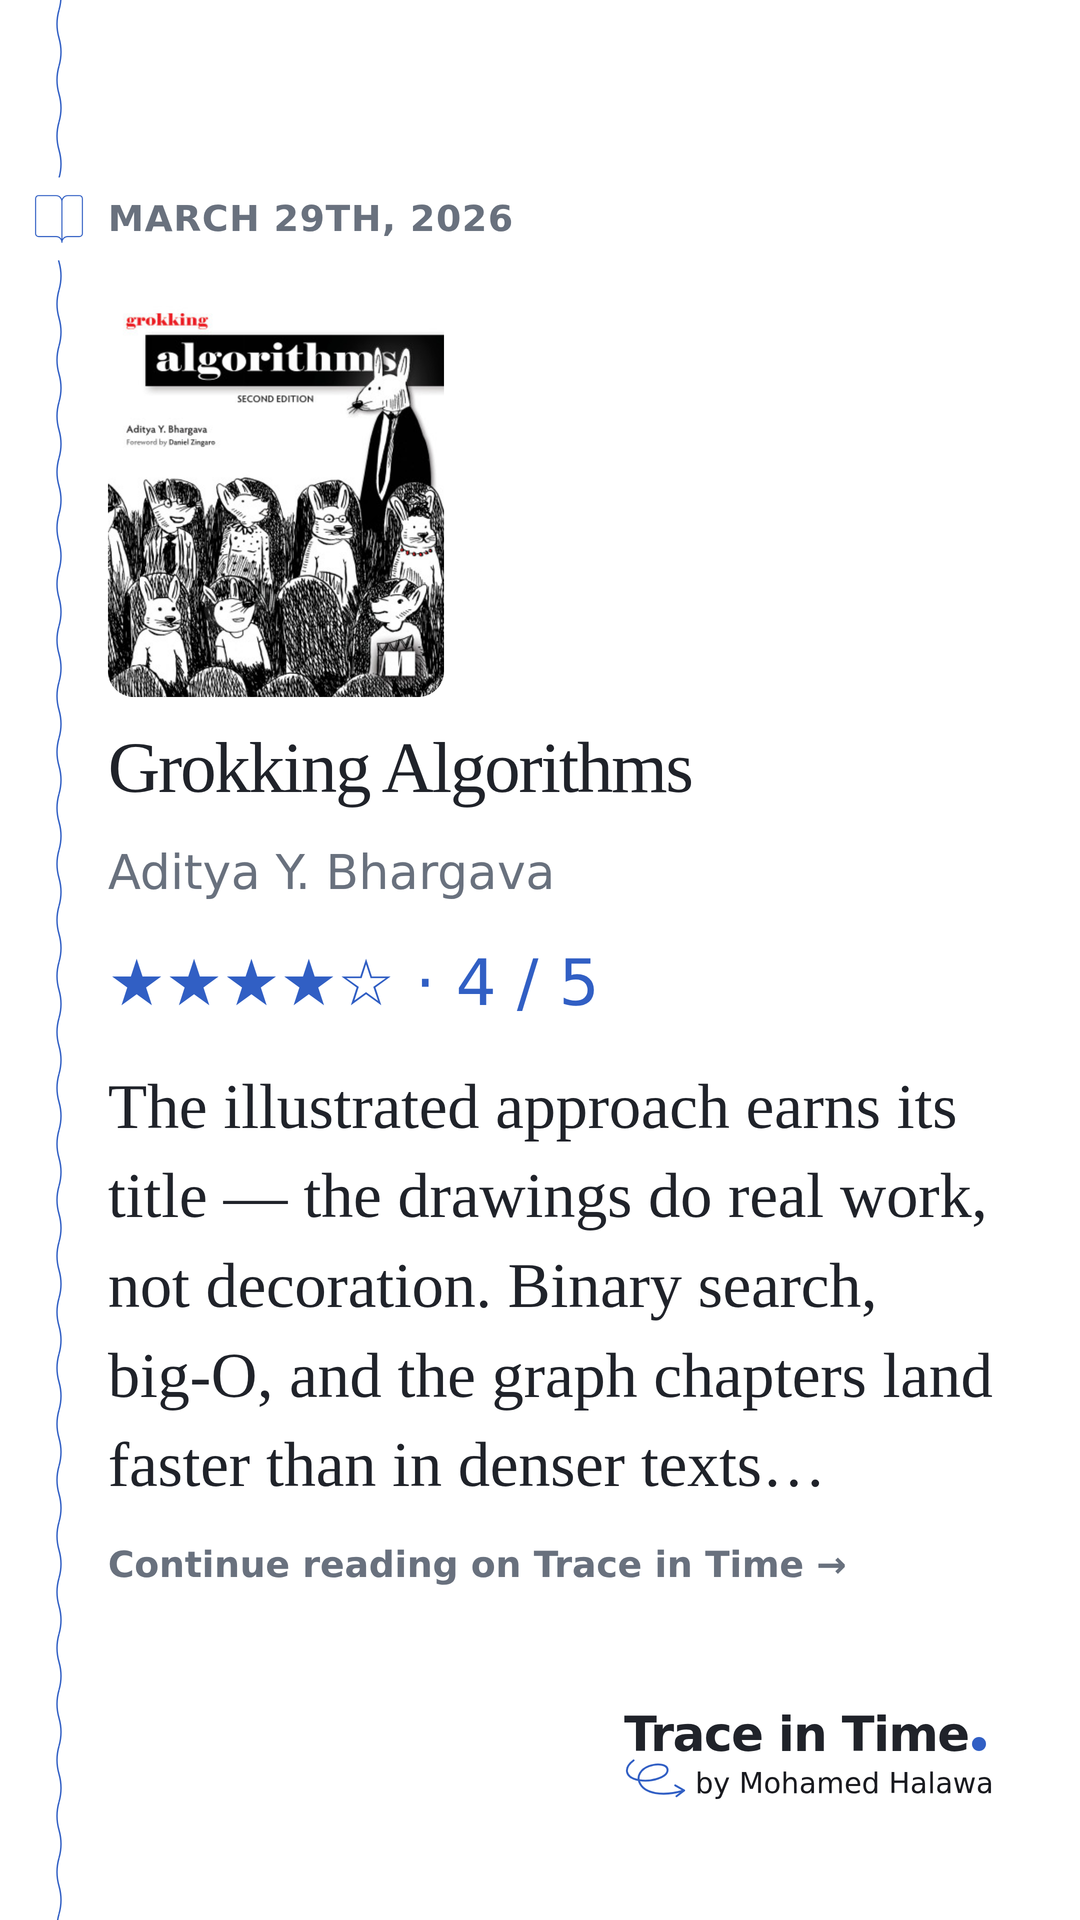 MARCH 29TH, 2026
grokking
algorithms
SECOND EDITION
Aditya Y. Bhargava
Foreword by Daniel Zingaro
Grokking Algorithms
Aditya Y. Bhargava
★★★★☆ · 4 / 5
The illustrated approach earns its
title — the drawings do real work,
not decoration. Binary search,
big-O, and the graph chapters land
faster than in denser texts…
Continue reading on Trace in Time →
Trace in Time.
by Mohamed Halawa